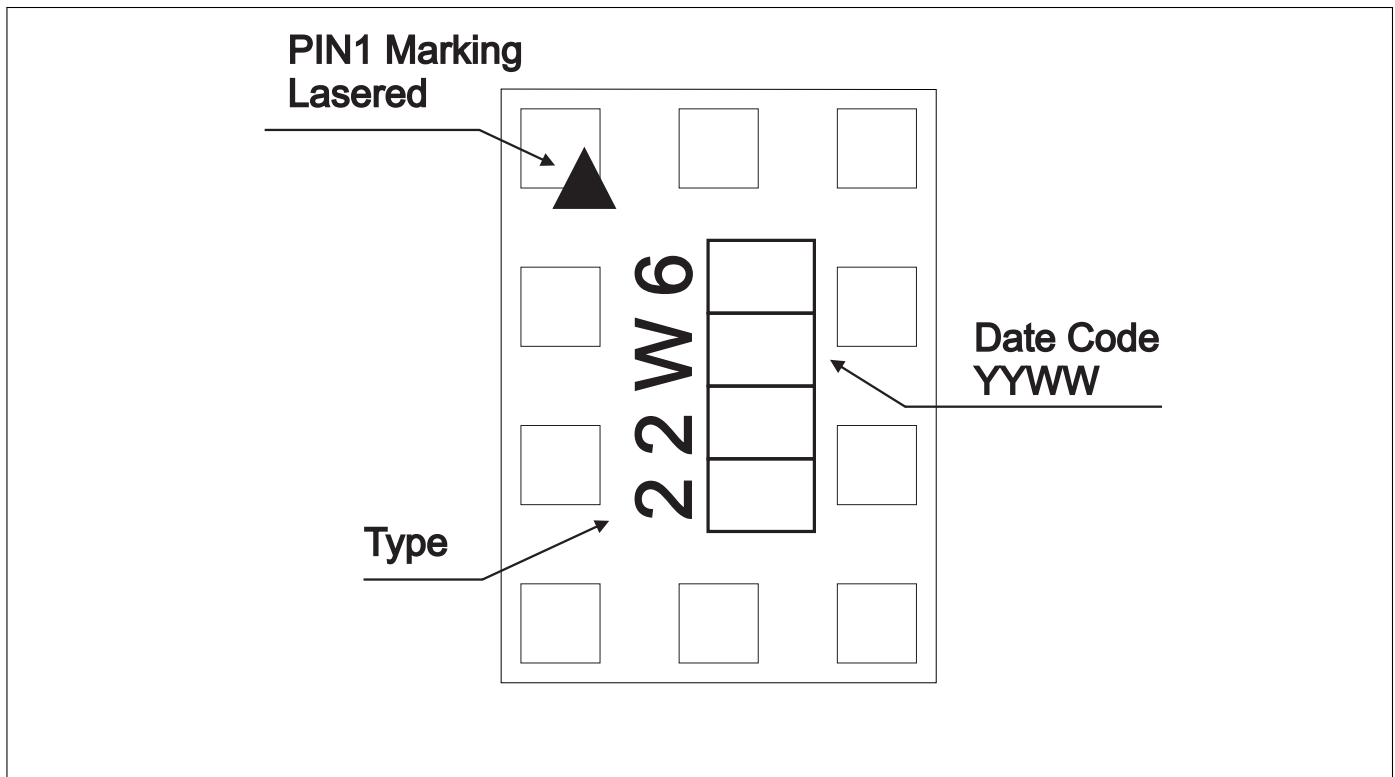 PIN1 Marking
Lasered
22W6
Date Code
YYWW
Type